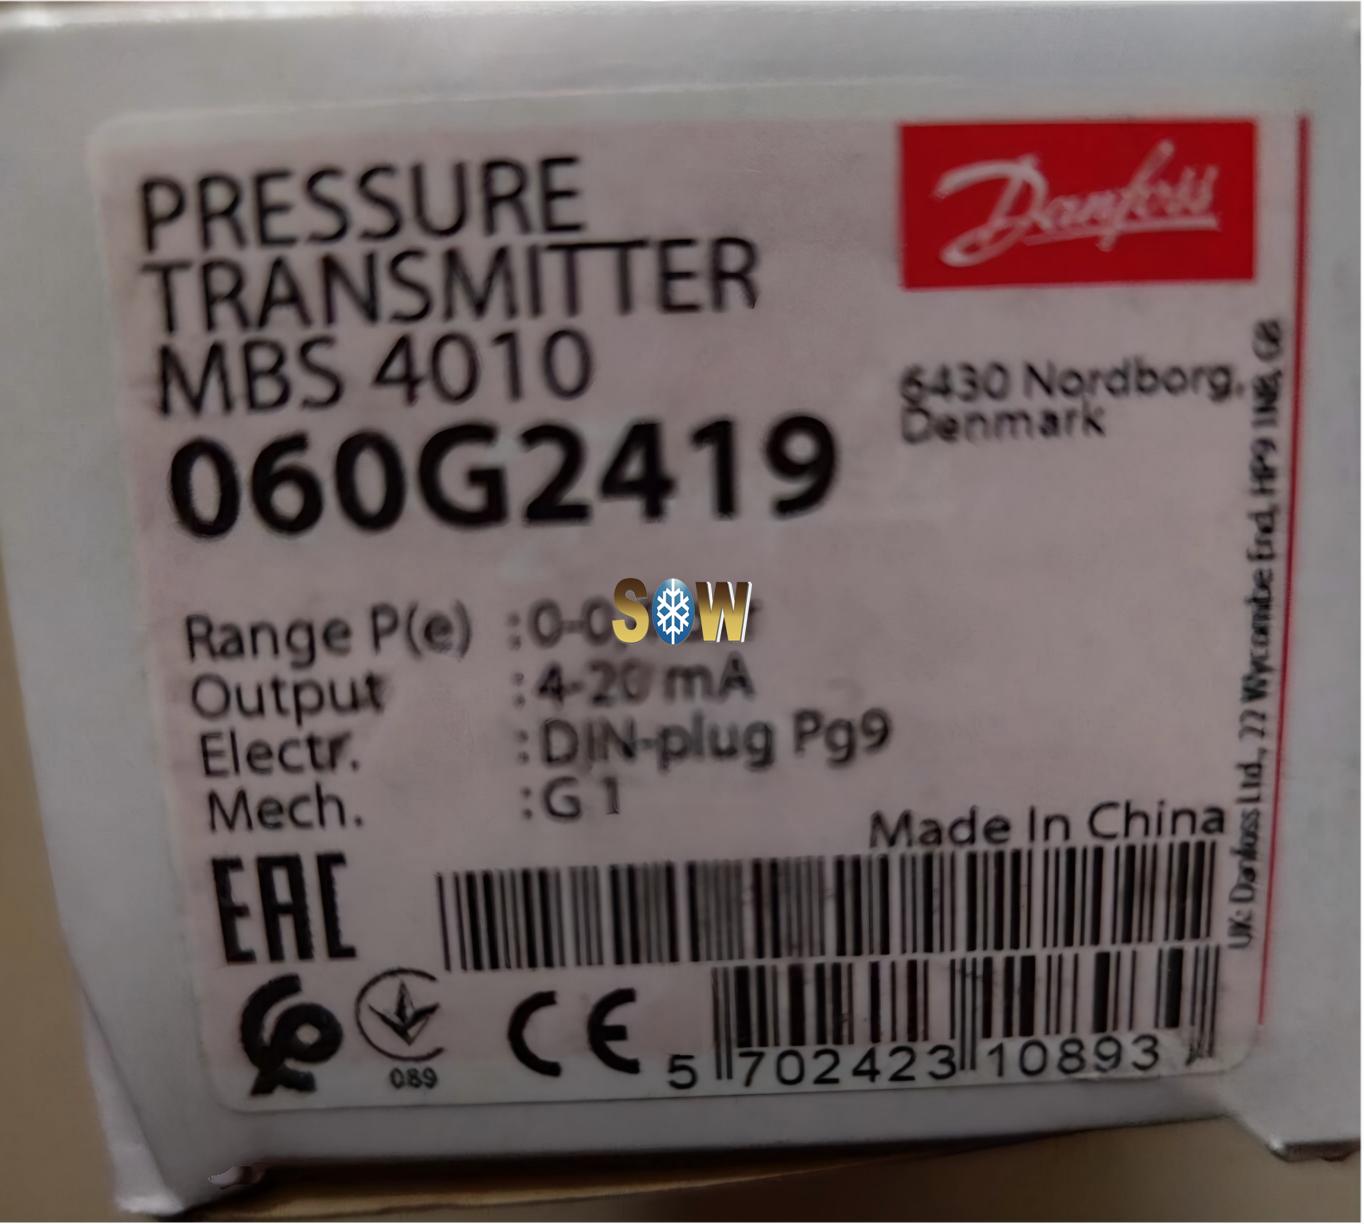 PRESSURE
TRANSMITTER
MBS 4010
060G2419
Danfoss
6430 Nordborg,
Denmark
Range P(e) :0-0
SOW
Output :4-20 mA
Electr. :DIN-plug Pg9
Mech. :G 1
Made In China
EAC
089
CE
5 702423 10893
UK: Danfoss Ltd., 22 Wycombe End, HP9 1NB, GB